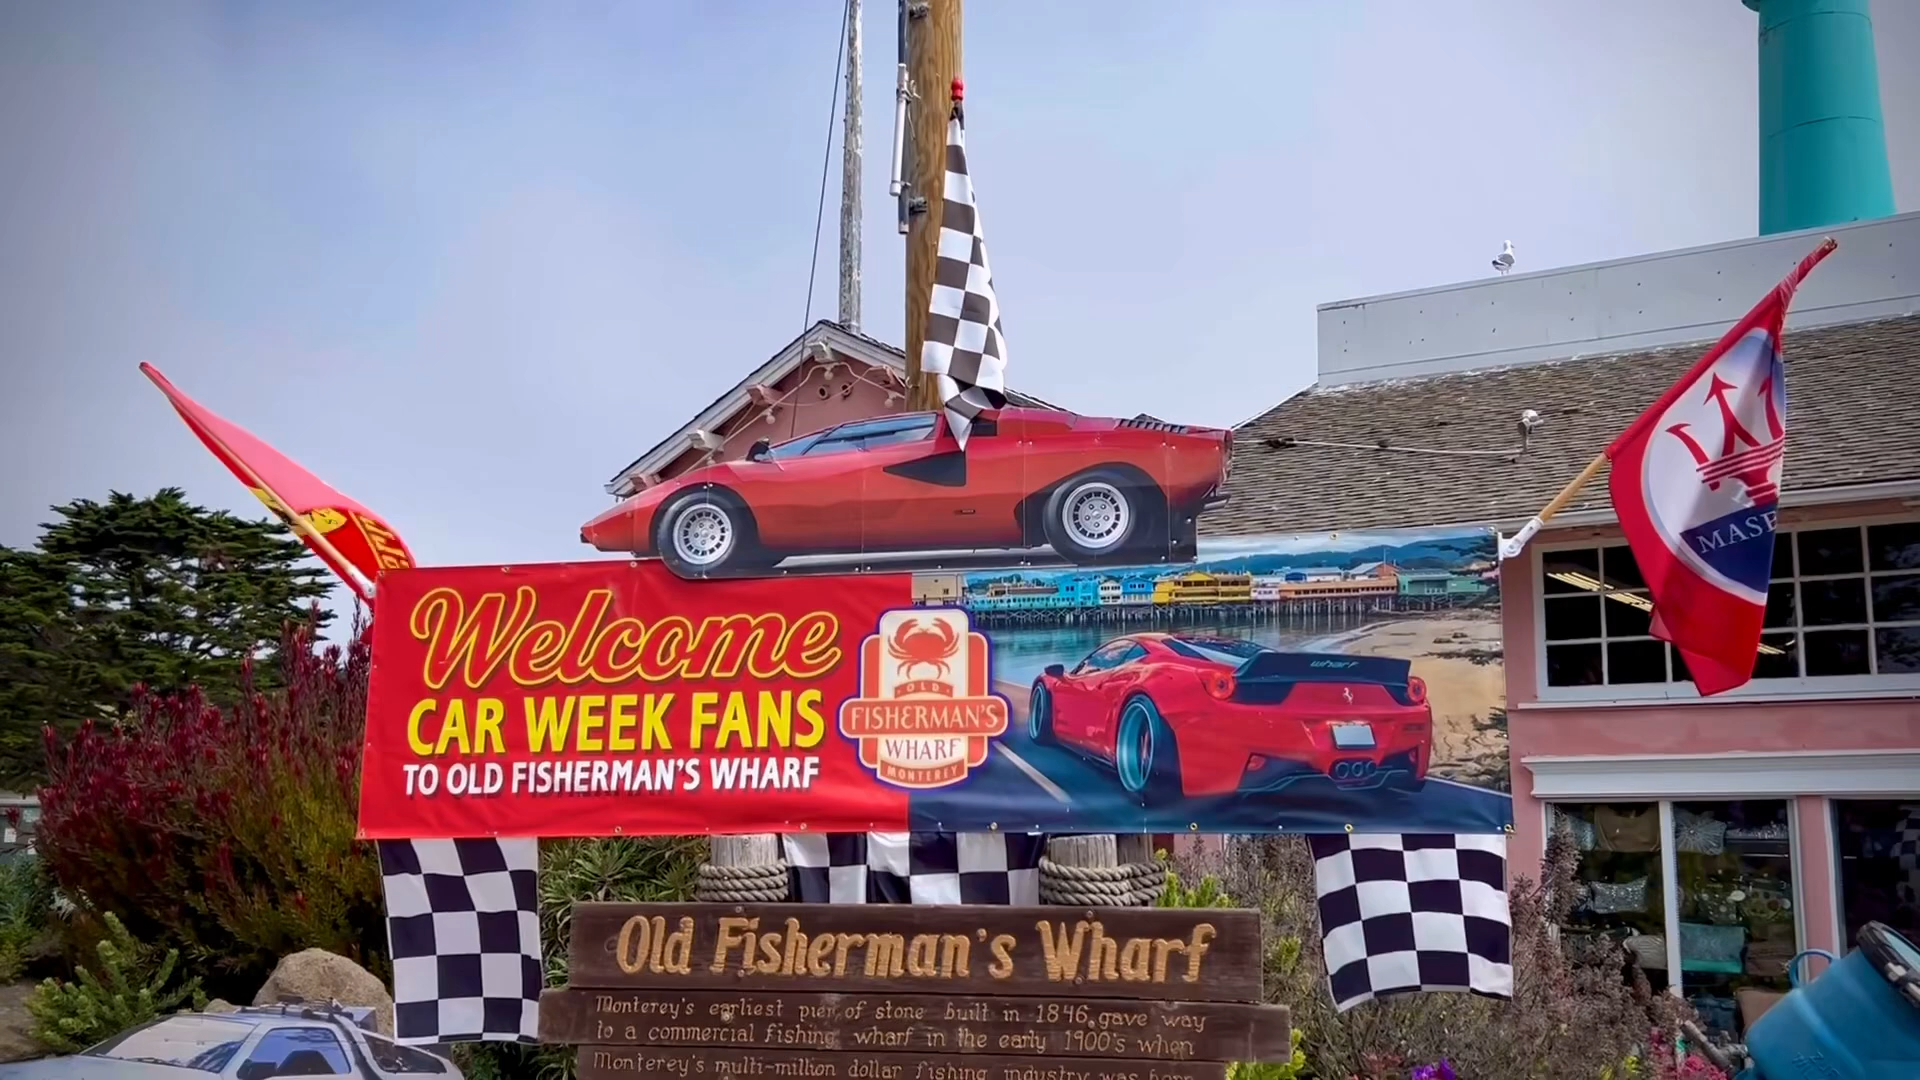 MASE
Welcome
CAR WEEK FANS
TO OLD FISHERMAN'S WHARF
OLD
FISHERMAN'S
WHARF
MONTEREY
wharf
Old Fisherman's Wharf
Monterey's earliest pier, of stone built in 1846, gave way
to a commercial fishing wharf in the early 1900's when
Monterey's multi-million dollar fishing industry was born